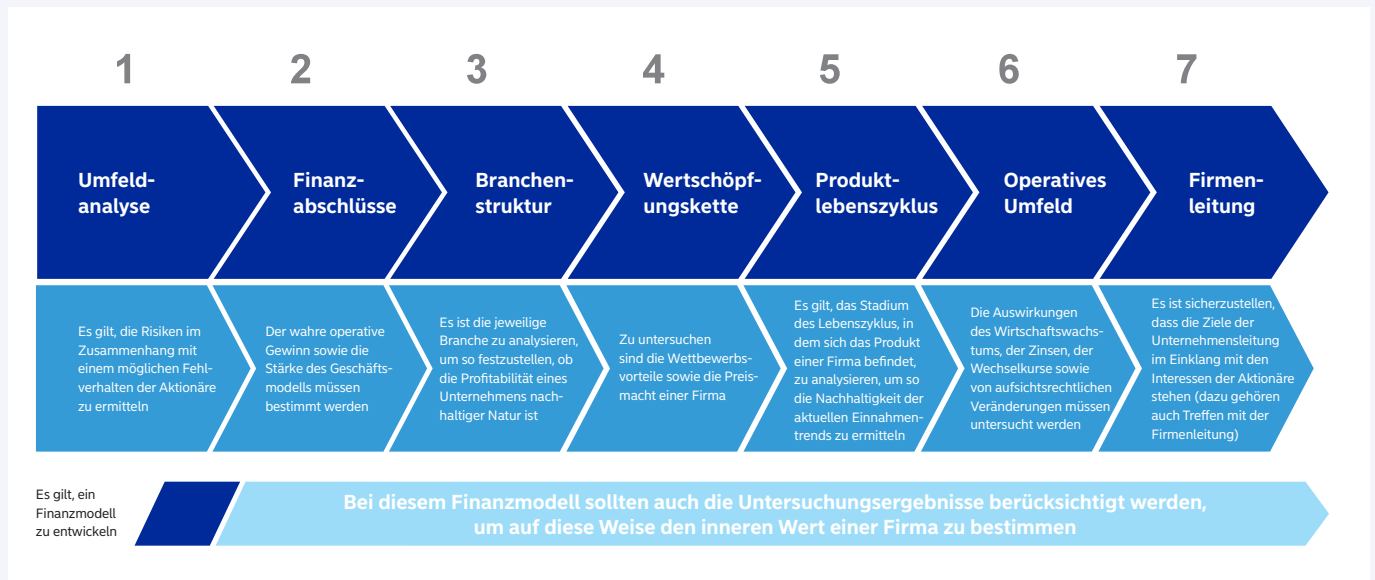 1
2
3
4
5
6
7
Umfeld-
analyse
Finanz-
abschlüsse
Branchen-
struktur
Wertschöpf-
ungskette
Produkt-
lebenszyklus
Operatives
Umfeld
Firmen-
leitung
Es gilt, die Risiken im
Zusammenhang mit
einem möglichen Fehl-
verhalten der Aktionäre
zu ermitteln
Der wahre operative
Gewinn sowie die
Stärke des Geschäfts-
modells müssen
bestimmt werden
Es ist die jeweilige
Branche zu analysieren,
um so festzustellen, ob
die Profitabilität eines
Unternehmens nach-
haltiger Natur ist
Zu untersuchen
sind die Wettbewerbs-
vorteile sowie die Preis-
macht einer Firma
Es gilt, das Stadium
des Lebenszyklus, in
dem sich das Produkt
einer Firma befindet,
zu analysieren, um so
die Nachhaltigkeit der
aktuellen Einnahmen-
trends zu ermitteln
Die Auswirkungen
des Wirtschaftswachs-
tums, der Zinsen, der
Wechselkurse sowie
von aufsichtsrechtlichen
Veränderungen müssen
untersucht werden
Es ist sicherzustellen,
dass die Ziele der
Unternehmensleitung
im Einklang mit den
Interessen der Aktionäre
stehen (dazu gehören
auch Treffen mit der
Firmenleitung)
Es gilt, ein
Finanzmodell
zu entwickeln
Bei diesem Finanzmodell sollten auch die Untersuchungsergebnisse berücksichtigt werden,
um auf diese Weise den inneren Wert einer Firma zu bestimmen